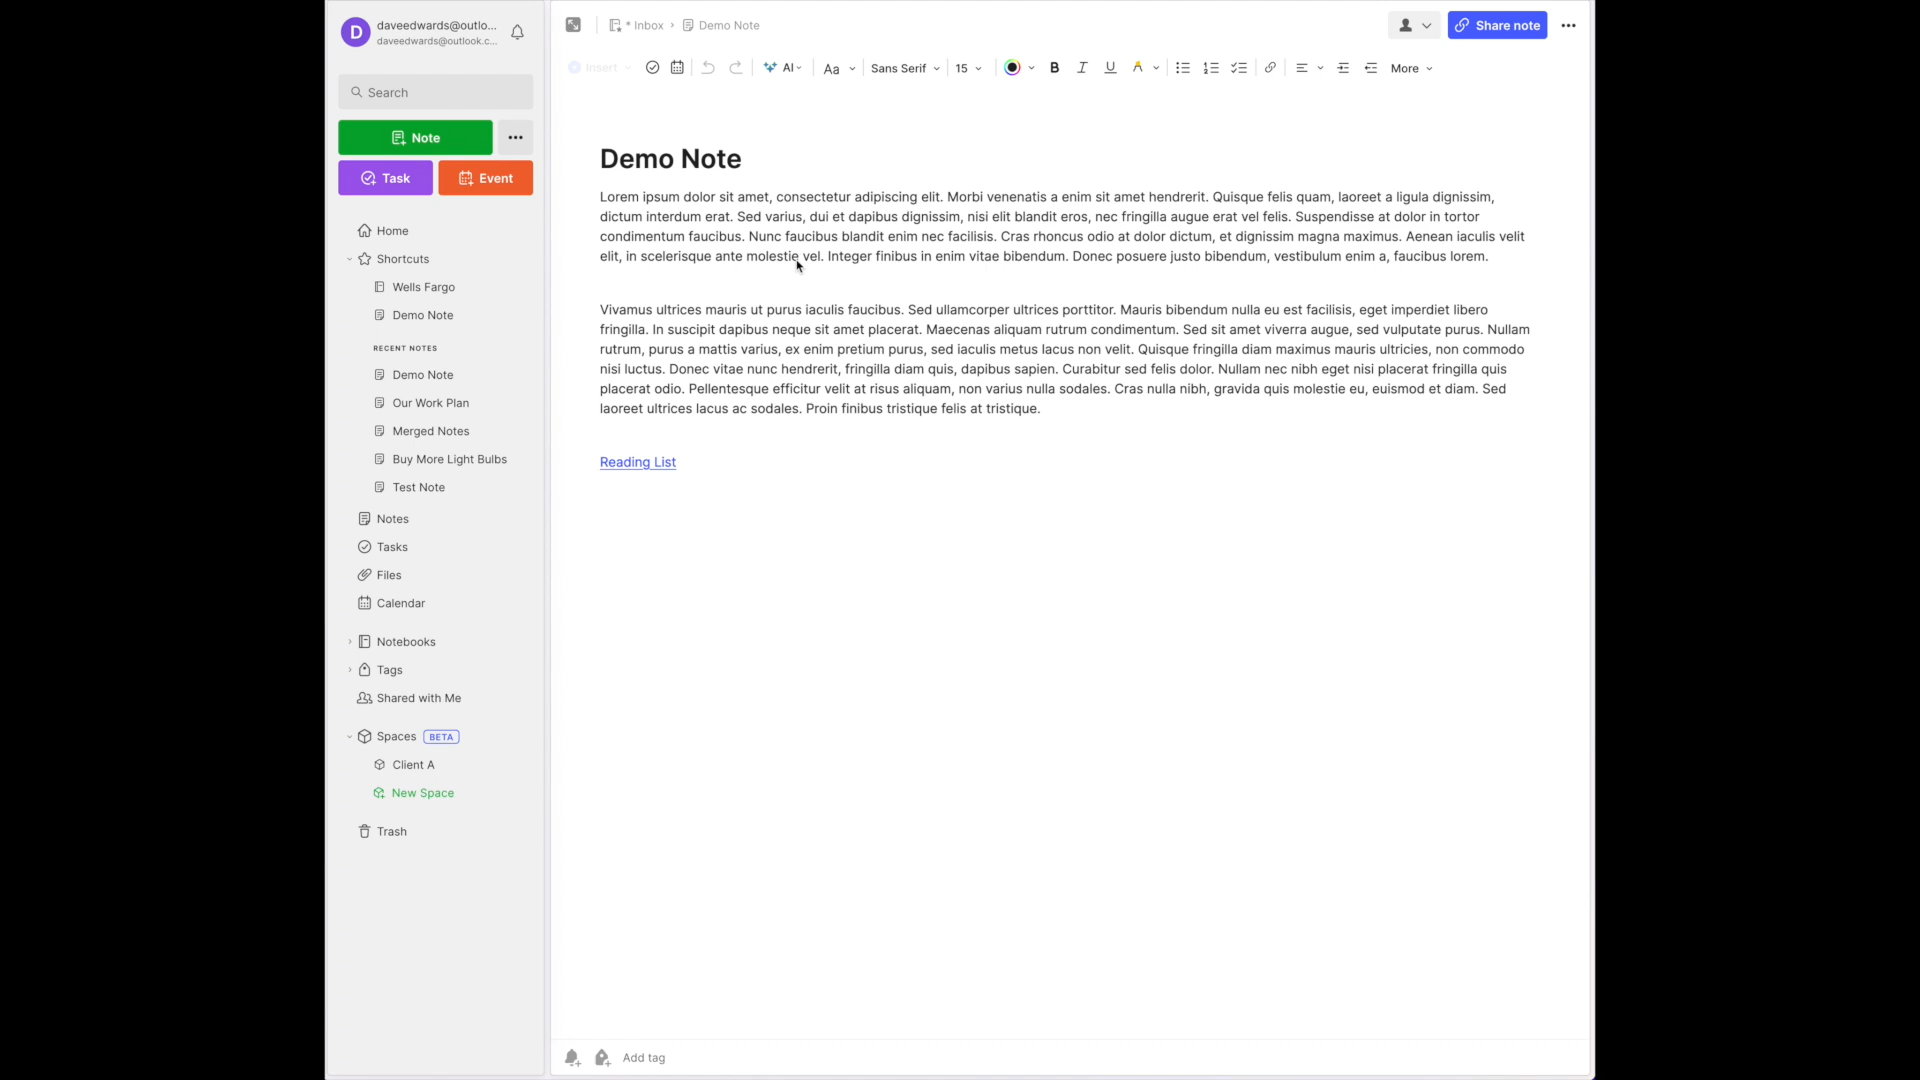 D
daveedwards@outlo...
daveedwards@outlook.c...
Search
Note
Task
Event
Home
Shortcuts
Wells Fargo
Demo Note
RECENT NOTES
Demo Note
Our Work Plan
Merged Notes
Buy More Light Bulbs
Test Note
Notes
Tasks
Files
Calendar
Notebooks
Tags
Shared with Me
Spaces BETA
Client A
New Space
Trash
* Inbox > Demo Note
Share note
Insert
AI
Aa
Sans Serif
15
B
I
U
A
More
Demo Note
Lorem ipsum dolor sit amet, consectetur adipiscing elit. Morbi venenatis a enim sit amet hendrerit. Quisque felis quam, laoreet a ligula dignissim,
dictum interdum erat. Sed varius, dui et dapibus dignissim, nisi elit blandit eros, nec fringilla augue erat vel felis. Suspendisse at dolor in tortor
condimentum faucibus. Nunc faucibus blandit enim nec facilisis. Cras rhoncus odio at dolor dictum, et dignissim magna maximus. Aenean iaculis velit
elit, in scelerisque ante molestie vel. Integer finibus in enim vitae bibendum. Donec posuere justo bibendum, vestibulum enim a, faucibus lorem.
Vivamus ultrices mauris ut purus iaculis faucibus. Sed ullamcorper ultrices porttitor. Mauris bibendum nulla eu est facilisis, eget imperdiet libero
fringilla. In suscipit dapibus neque sit amet placerat. Maecenas aliquam rutrum condimentum. Sed sit amet viverra augue, sed vulputate purus. Nullam
rutrum, purus a mattis varius, ex enim pretium purus, sed iaculis metus lacus non velit. Quisque fringilla diam maximus mauris ultricies, non commodo
nisi luctus. Donec vitae nunc hendrerit, fringilla diam quis, dapibus sapien. Curabitur sed felis dolor. Nullam nec nibh eget nisi placerat fringilla quis
placerat odio. Pellentesque efficitur velit at risus aliquam, non varius nulla sodales. Cras nulla nibh, gravida quis molestie eu, euismod et diam. Sed
laoreet ultrices lacus ac sodales. Proin finibus tristique felis at tristique.
Reading List
Add tag